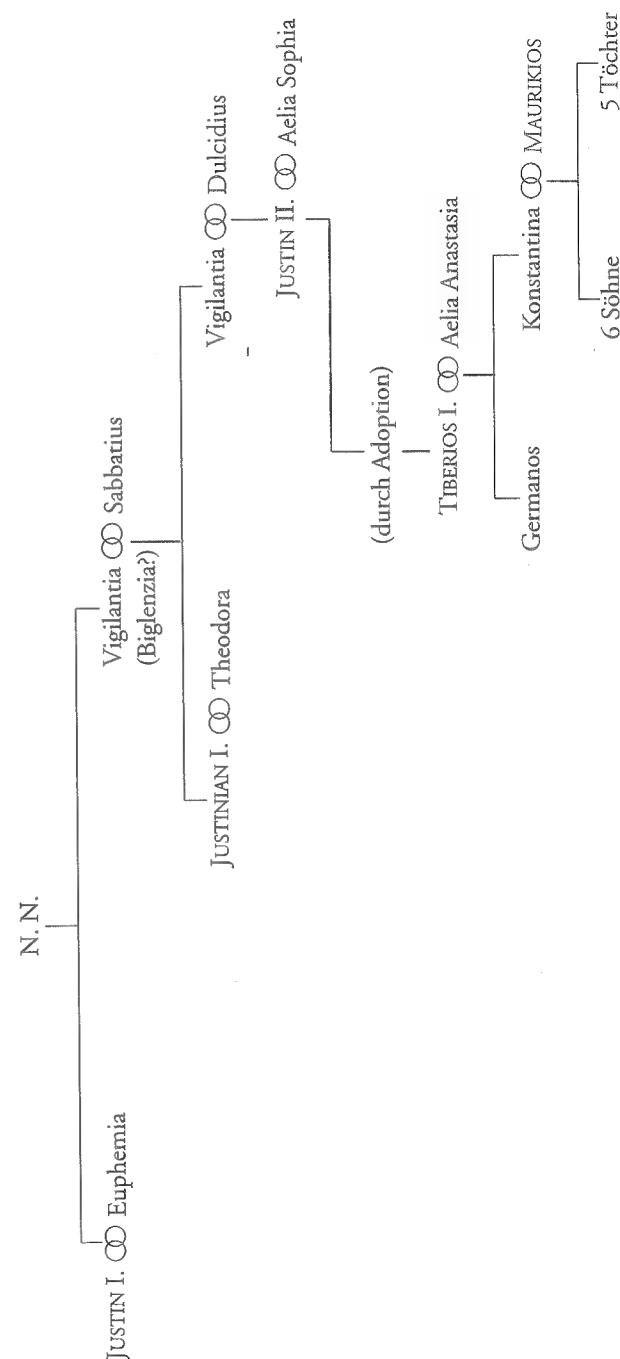 N. N.
JUSTIN I. ⚭ Euphemia
Vigilantia ⚭ Sabbatius
(Biglenzia?)
JUSTINIAN I. ⚭ Theodora
Vigilantia ⚭ Dulcidius
JUSTIN II. ⚭ Aelia Sophia
(durch Adoption)
TIBERIOS I. ⚭ Aelia Anastasia
Germanos
Konstantina ⚭ MAURIKIOS
6 Söhne
5 Töchter